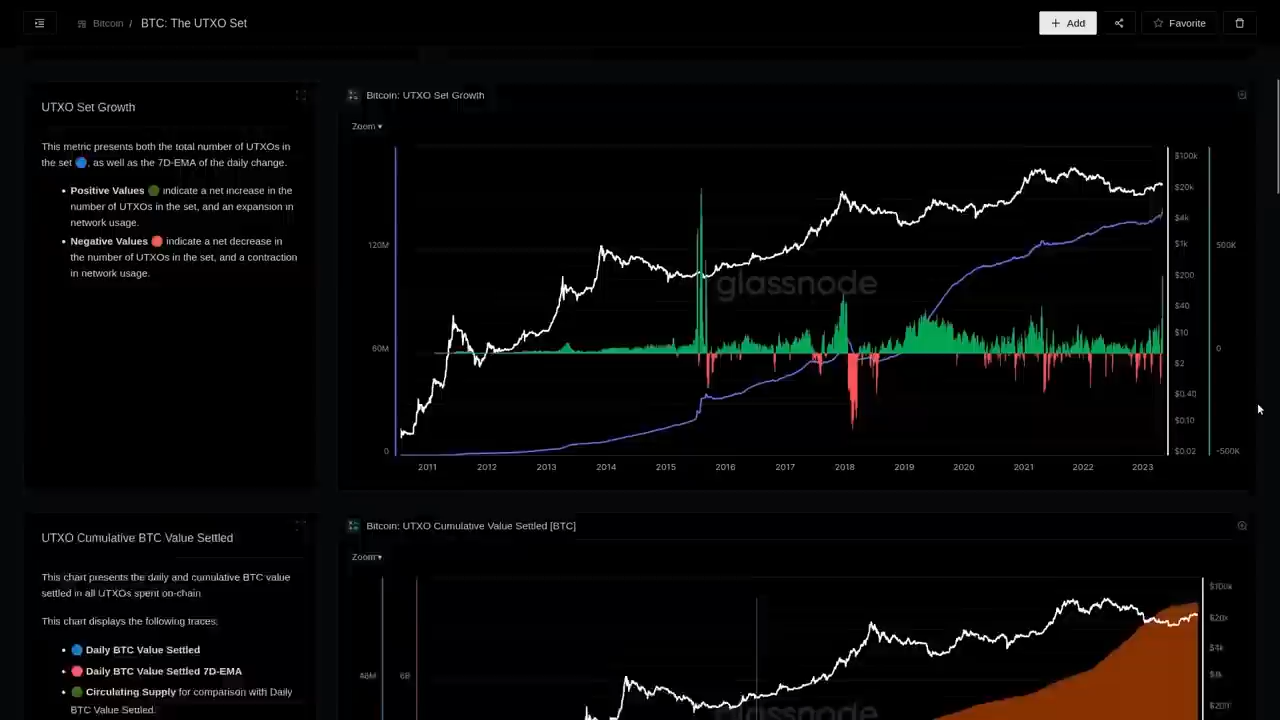 Bitcoin / BTC: The UTXO Set
Add
Favorite
UTXO Set Growth
This metric presents both the total number of UTXOs in
the set 🔵, as well as the 7D-EMA of the daily change.
• Positive Values 🟢 indicate a net increase in the
number of UTXOs in the set, and an expansion in
network usage.
• Negative Values 🔴 indicate a net decrease in
the number of UTXOs in the set, and a contraction
in network usage.
Bitcoin: UTXO Set Growth
Zoom ▾
120M
60M
0
$100k
$20k
$4k
$1k
$200
$40
$10
$2
$0.40
$0.10
$0.02
500K
0
-500K
glassnode
2011 2012 2013 2014 2015 2016 2017 2018 2019 2020 2021 2022 2023
UTXO Cumulative BTC Value Settled
This chart presents the daily and cumulative BTC value
settled in all UTXOs spent on-chain
This chart displays the following traces:
• 🔵 Daily BTC Value Settled
• 🔴 Daily BTC Value Settled 7D-EMA
• 🟢 Circulating Supply for comparison with Daily
BTC Value Settled.
Bitcoin: UTXO Cumulative Value Settled [BTC]
Zoom ▾
6B
$100k
$20k
$4k
glassnode